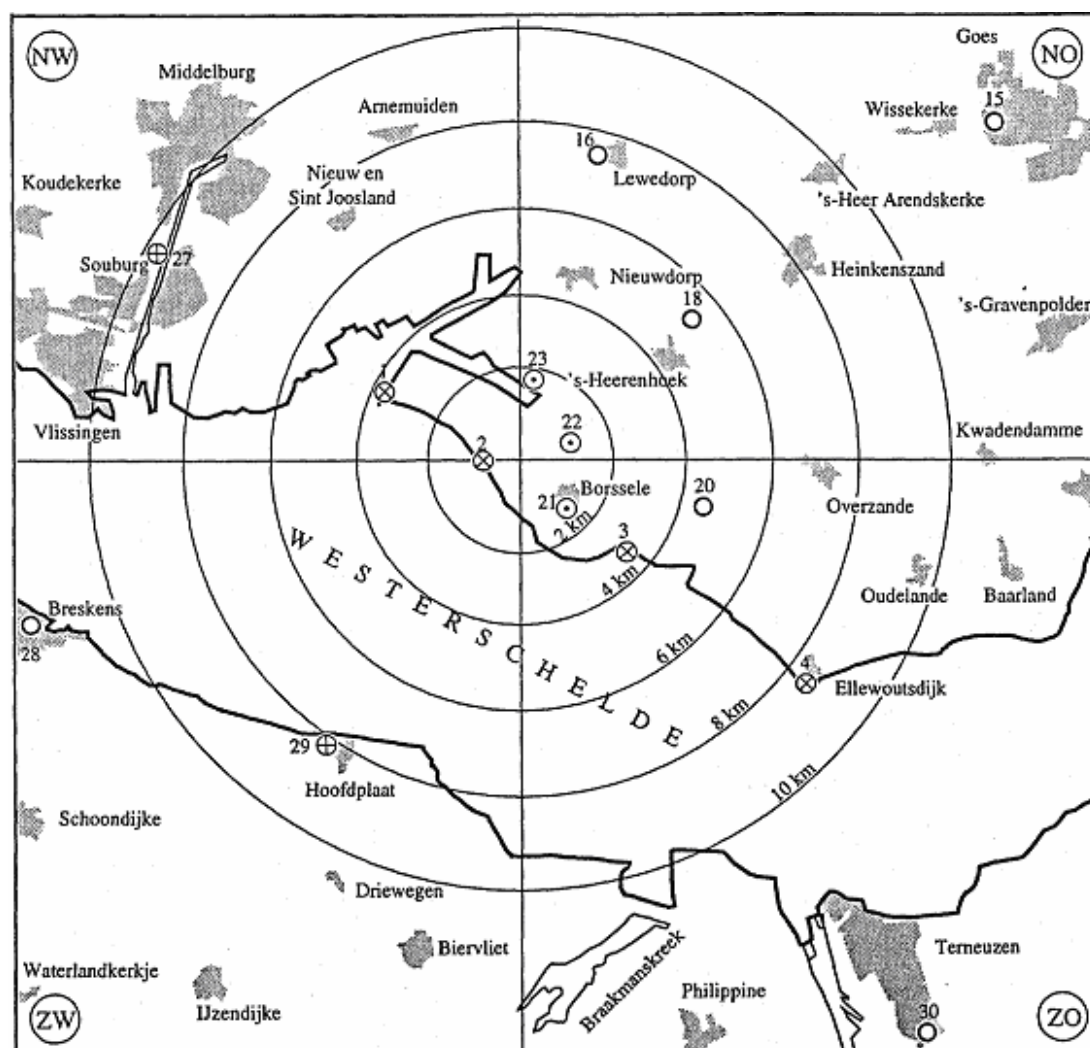 NW
NO
Goes
Middelburg
15
Arnemuiden
Wissekerke
16
Lewedorp
Koudekerke
Nieuw en
Sint Joosland
's-Heer Arendskerke
Souburg
27
Nieuwdorp
Heinkenszand
18
's-Gravenpolder
23
's-Heerenhoek
1
Vlissingen
22
2
Kwadendamme
Borssele
20
21
Overzande
2 km
3
WESTERSCHELDE
4 km
Oudelande
Baarland
Breskens
28
6 km
4
Ellewoutsdijk
8 km
29
Hoofdplaat
10 km
Schoondijke
Driewegen
Biervliet
Terneuzen
Waterlandkerkje
IJzendijke
Braakmanskreek
Philippine
30
ZW
ZO